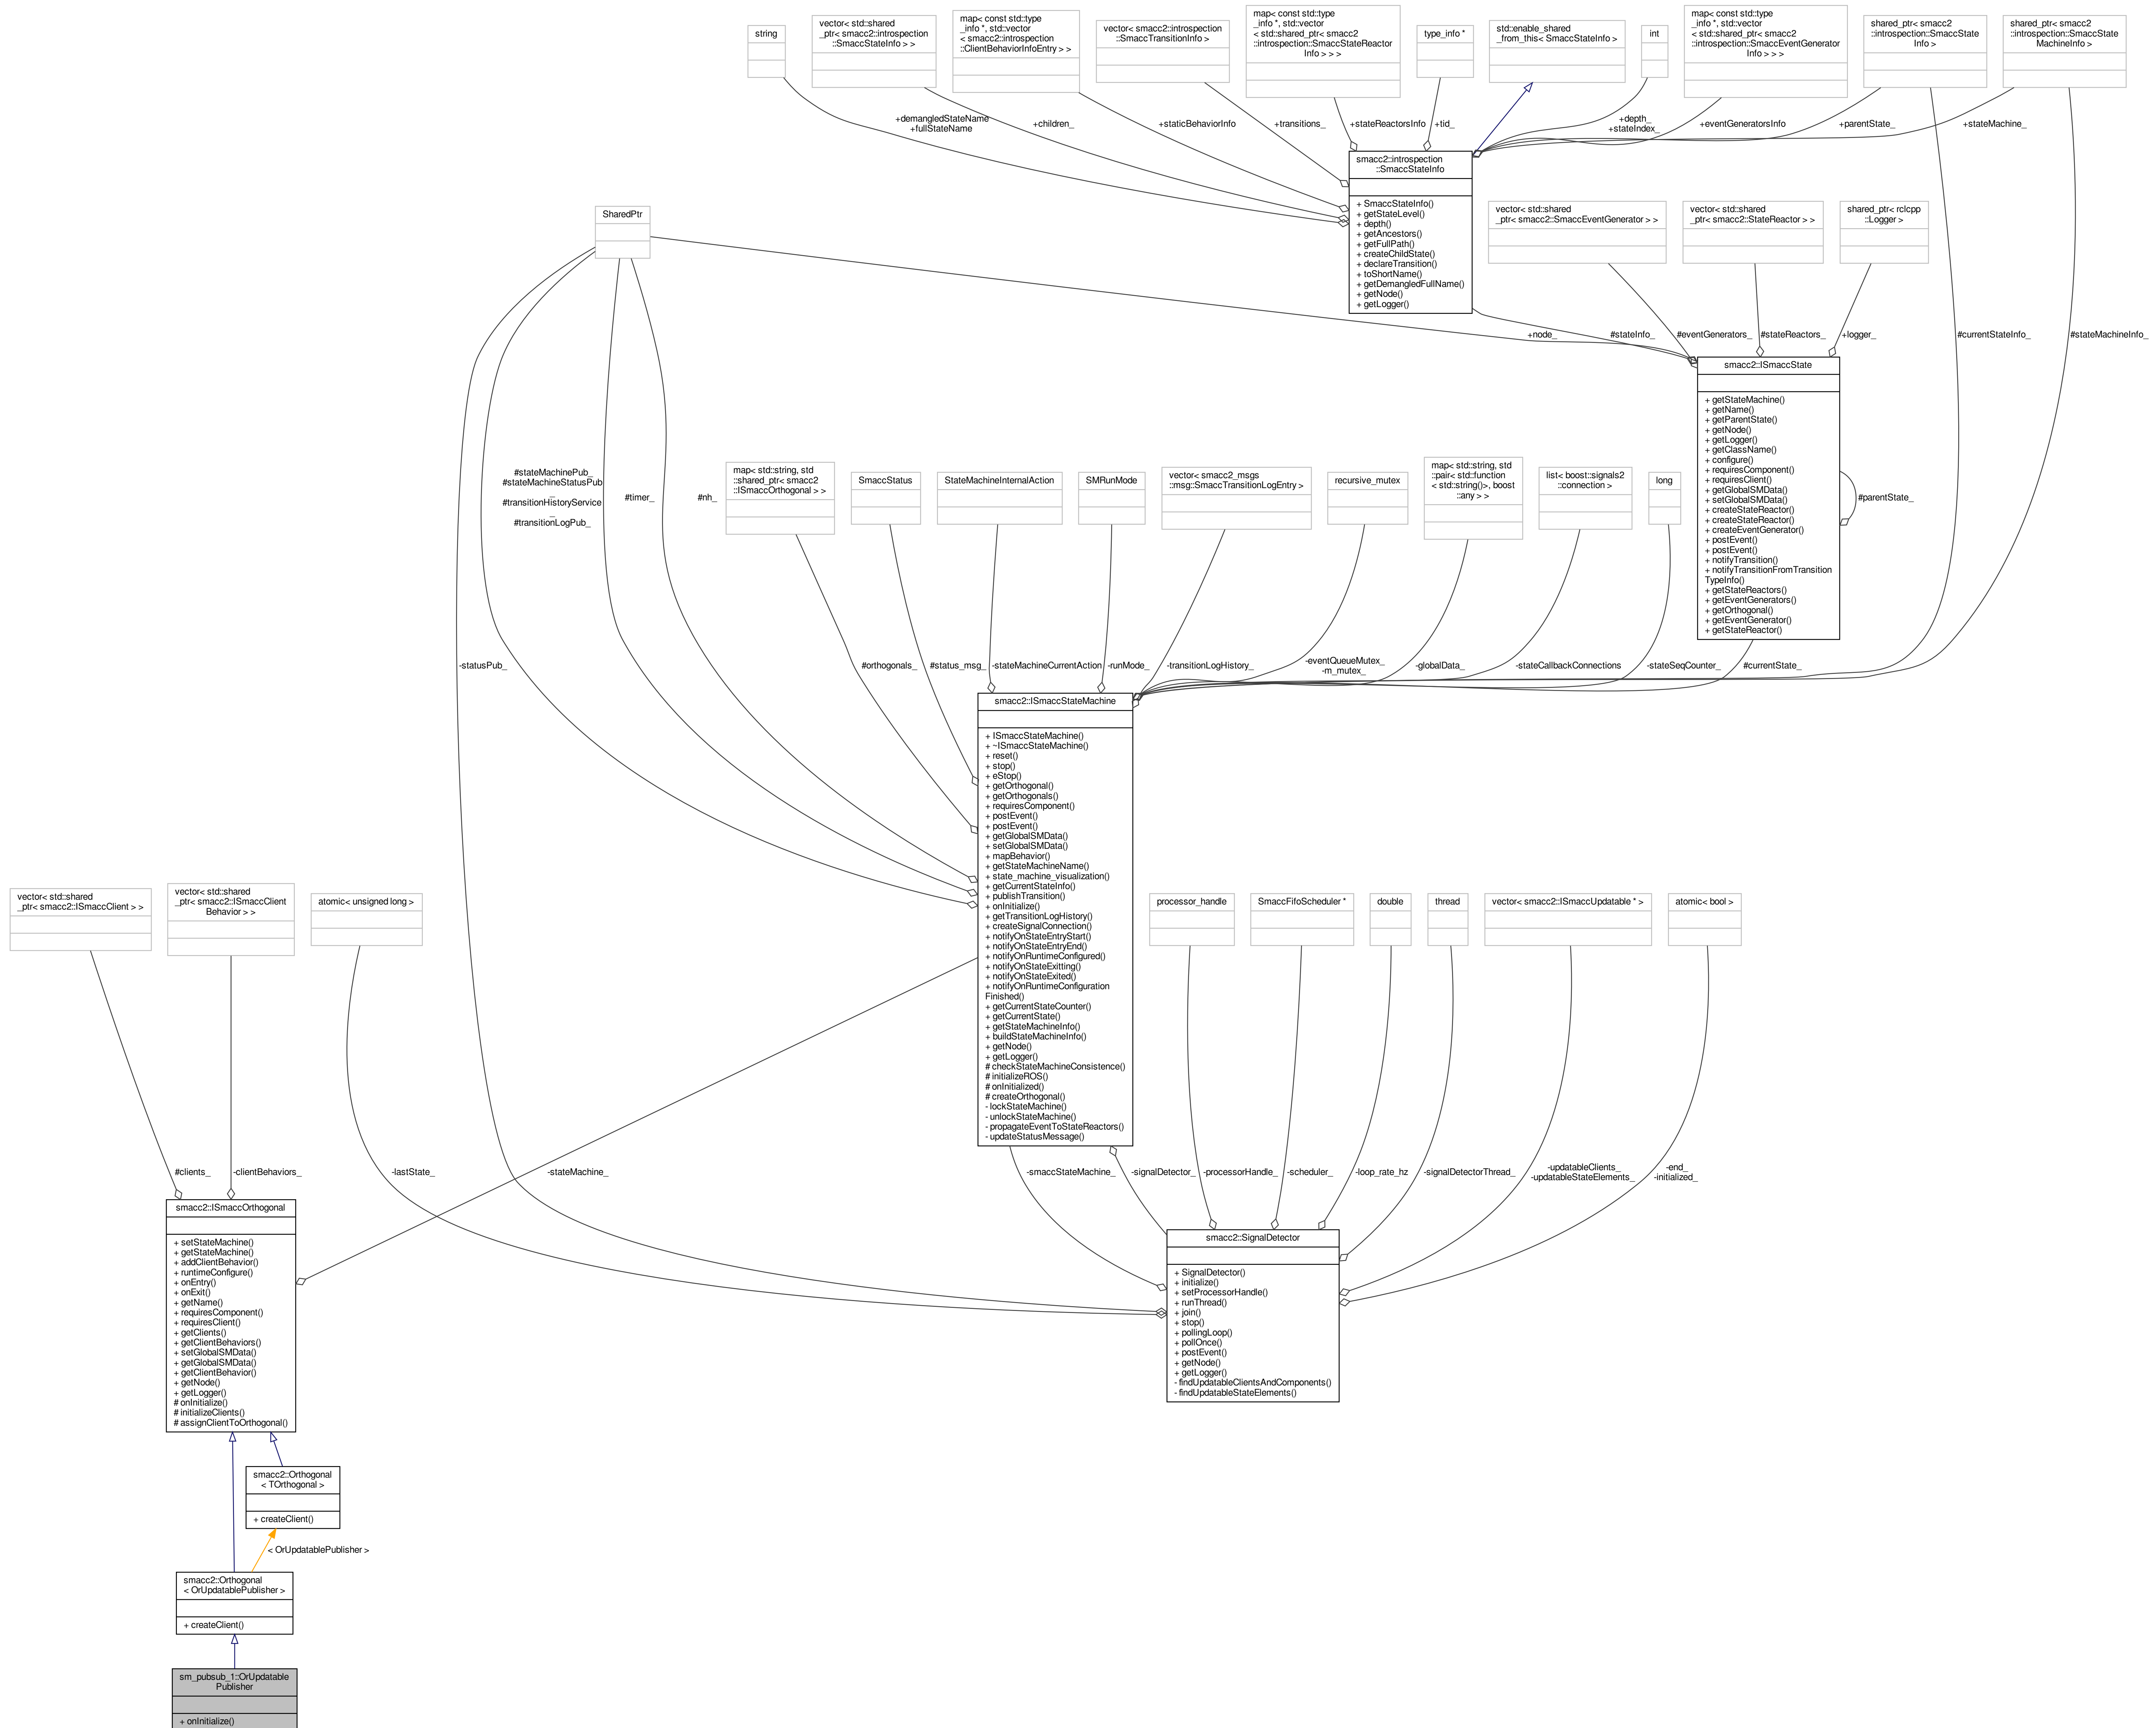 string
vector< std::shared
_ptr< smacc2::introspection
::SmaccStateInfo > >
map< const std::type
_info *, std::vector
< smacc2::introspection
::ClientBehaviorInfoEntry > >
vector< smacc2::introspection
::SmaccTransitionInfo >
map< const std::type
_info *, std::vector
< std::shared_ptr< smacc2
::introspection::SmaccStateReactor
Info > > >
type_info *
std::enable_shared
_from_this< SmaccStateInfo >
int
map< const std::type
_info *, std::vector
< std::shared_ptr< smacc2
::introspection::SmaccEventGenerator
Info > > >
shared_ptr< smacc2
::introspection::SmaccState
Info >
shared_ptr< smacc2
::introspection::SmaccState
MachineInfo >
+demangledStateName
+fullStateName
+children_
+staticBehaviorInfo
+transitions_
+stateReactorsInfo
+tid_
+depth_
+stateIndex_
+eventGeneratorsInfo
+parentState_
+stateMachine_
smacc2::introspection
::SmaccStateInfo
+ SmaccStateInfo()
+ getStateLevel()
+ depth()
+ getAncestors()
+ getFullPath()
+ createChildState()
+ declareTransition()
+ toShortName()
+ getDemangledFullName()
+ getNode()
+ getLogger()
SharedPtr
vector< std::shared
_ptr< smacc2::SmaccEventGenerator > >
vector< std::shared
_ptr< smacc2::StateReactor > >
shared_ptr< rclcpp
::Logger >
+node_
#stateInfo_
#eventGenerators_
#stateReactors_
+logger_
#currentStateInfo_
#stateMachineInfo_
smacc2::ISmaccState
+ getStateMachine()
+ getName()
+ getParentState()
+ getNode()
+ getLogger()
+ getClassName()
+ configure()
+ requiresComponent()
+ requiresClient()
+ getGlobalSMData()
+ setGlobalSMData()
+ createStateReactor()
+ createStateReactor()
+ createEventGenerator()
+ postEvent()
+ postEvent()
+ notifyTransition()
+ notifyTransitionFromTransition
TypeInfo()
+ getStateReactors()
+ getEventGenerators()
+ getOrthogonal()
+ getEventGenerator()
+ getStateReactor()
#parentState_
#stateMachinePub_
#stateMachineStatusPub
_
#transitionHistoryService
_
#transitionLogPub_
#timer_
#nh_
map< std::string, std
::shared_ptr< smacc2
::ISmaccOrthogonal > >
SmaccStatus
StateMachineInternalAction
SMRunMode
vector< smacc2_msgs
::msg::SmaccTransitionLogEntry >
recursive_mutex
map< std::string, std
::pair< std::function
< std::string()>, boost
::any > >
list< boost::signals2
::connection >
long
-statusPub_
#orthogonals_
#status_msg_
-stateMachineCurrentAction
-runMode_
-transitionLogHistory_
-eventQueueMutex_
-m_mutex_
-globalData_
-stateCallbackConnections
-stateSeqCounter_
#currentState_
smacc2::ISmaccStateMachine
+ ISmaccStateMachine()
+ ~ISmaccStateMachine()
+ reset()
+ stop()
+ eStop()
+ getOrthogonal()
+ getOrthogonals()
+ requiresComponent()
+ postEvent()
+ postEvent()
+ getGlobalSMData()
+ setGlobalSMData()
+ mapBehavior()
+ getStateMachineName()
+ state_machine_visualization()
+ getCurrentStateInfo()
+ publishTransition()
+ onInitialize()
+ getTransitionLogHistory()
+ createSignalConnection()
+ notifyOnStateEntryStart()
+ notifyOnStateEntryEnd()
+ notifyOnRuntimeConfigured()
+ notifyOnStateExitting()
+ notifyOnStateExited()
+ notifyOnRuntimeConfiguration
Finished()
+ getCurrentStateCounter()
+ getCurrentState()
+ getStateMachineInfo()
+ buildStateMachineInfo()
+ getNode()
+ getLogger()
# checkStateMachineConsistence()
# initializeROS()
# onInitialized()
# createOrthogonal()
- lockStateMachine()
- unlockStateMachine()
- propagateEventToStateReactors()
- updateStatusMessage()
vector< std::shared
_ptr< smacc2::ISmaccClient > >
vector< std::shared
_ptr< smacc2::ISmaccClient
Behavior > >
atomic< unsigned long >
processor_handle
SmaccFifoScheduler *
double
thread
vector< smacc2::ISmaccUpdatable * >
atomic< bool >
#clients_
-clientBehaviors_
-lastState_
-stateMachine_
-smaccStateMachine_
-signalDetector_
-processorHandle_
-scheduler_
-loop_rate_hz
-signalDetectorThread_
-updatableClients_
-updatableStateElements_
-end_
-initialized_
smacc2::ISmaccOrthogonal
+ setStateMachine()
+ getStateMachine()
+ addClientBehavior()
+ runtimeConfigure()
+ onEntry()
+ onExit()
+ getName()
+ requiresComponent()
+ requiresClient()
+ getClients()
+ getClientBehaviors()
+ setGlobalSMData()
+ getGlobalSMData()
+ getClientBehavior()
+ getNode()
+ getLogger()
# onInitialize()
# initializeClients()
# assignClientToOrthogonal()
smacc2::SignalDetector
+ SignalDetector()
+ initialize()
+ setProcessorHandle()
+ runThread()
+ join()
+ stop()
+ pollingLoop()
+ pollOnce()
+ postEvent()
+ getNode()
+ getLogger()
- findUpdatableClientsAndComponents()
- findUpdatableStateElements()
smacc2::Orthogonal
< TOrthogonal >
+ createClient()
< OrUpdatablePublisher >
smacc2::Orthogonal
< OrUpdatablePublisher >
+ createClient()
sm_pubsub_1::OrUpdatable
Publisher
+ onInitialize()